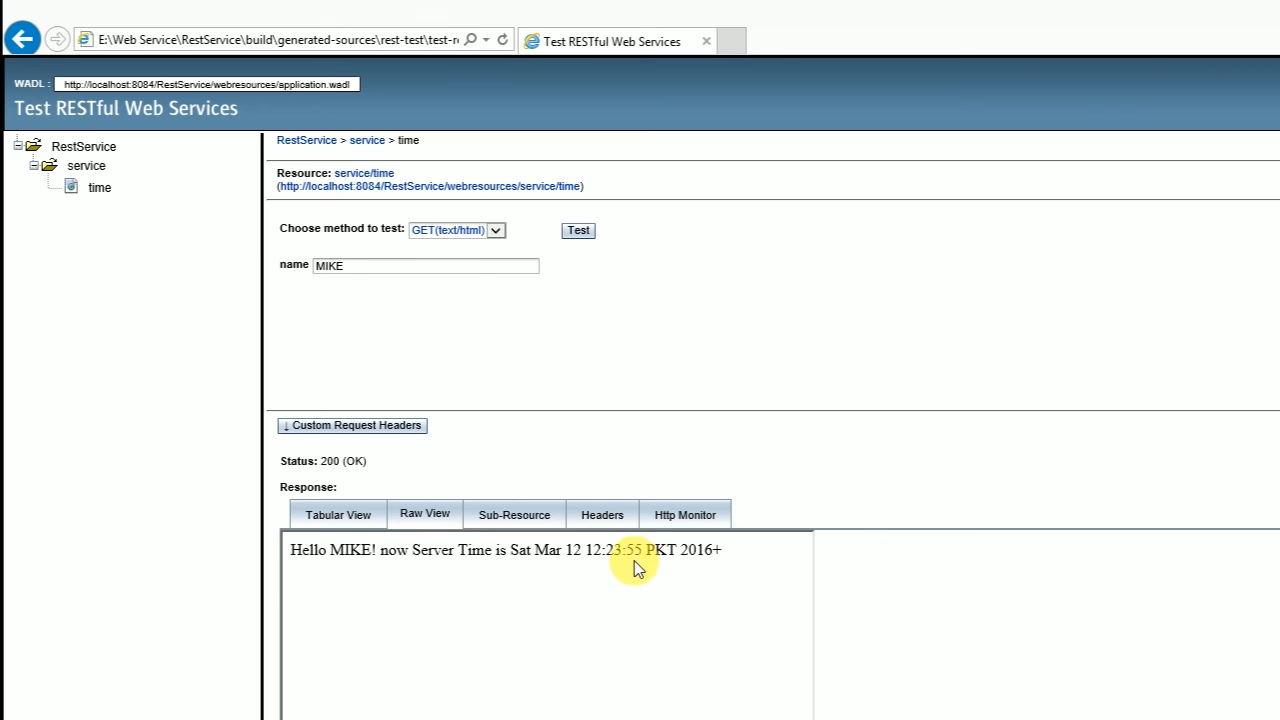 E:\Web Service\RestService\build\generated-sources\rest-test\test-r
Test RESTful Web Services
WADL : http://localhost:8084/RestService/webresources/application.wadl
Test RESTful Web Services
RestService
service
time
RestService > service > time
Resource: service/time
(http://localhost:8084/RestService/webresources/service/time)
Choose method to test: GET(text/html) Test
name MIKE
↓ Custom Request Headers
Status: 200 (OK)
Response:
Tabular View Raw View Sub-Resource Headers Http Monitor
Hello MIKE! now Server Time is Sat Mar 12 12:23:55 PKT 2016+